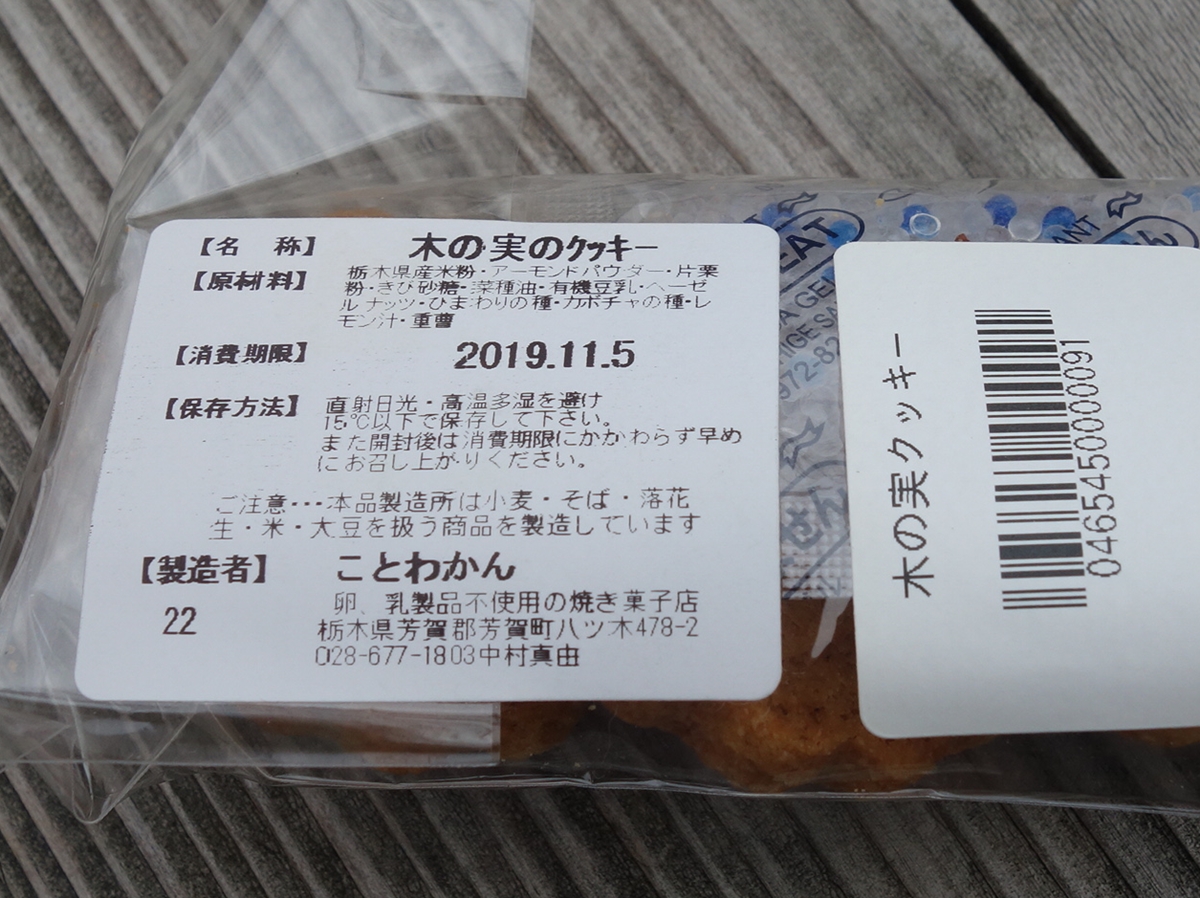 【名　称】 木の実のクッキー
【原材料】 栃木県産米粉・アーモンドパウダー・片栗
粉・きび砂糖・菜種油・有機豆乳・ヘーゼ
ルナッツ・ひまわりの種・カボチャの種・レ
モン汁・重曹
【消費期限】 2019.11.5
【保存方法】 直射日光・高温多湿を避け
15℃以下で保存して下さい。
また開封後は消費期限にかかわらず早め
にお召し上がりください。
ご注意・・・本品製造所は小麦・そば・落花
生・米・大豆を扱う商品を製造しています
【製造者】 ことわかん
卵、乳製品不使用の焼き菓子店
22 栃木県芳賀郡芳賀町八ツ木478-2
028-677-1803中村真由
木の実クッキー
0465450000091
EAT